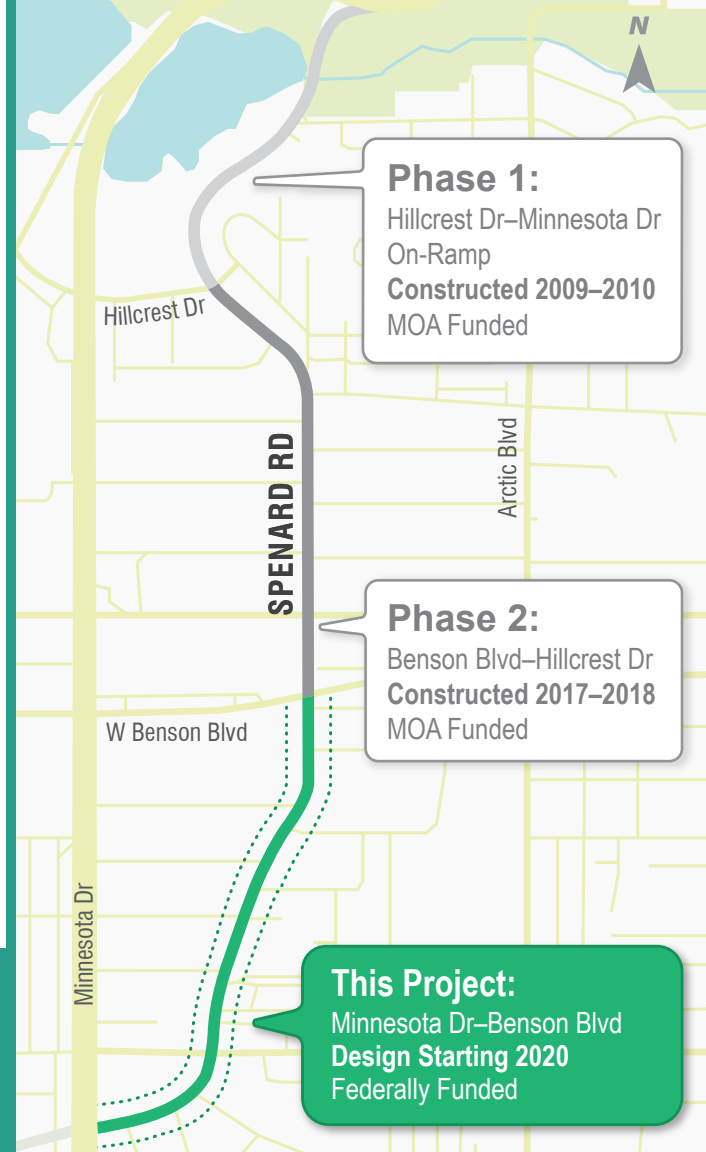 N
Phase 1:
Hillcrest Dr–Minnesota Dr
On-Ramp
Constructed 2009–2010
MOA Funded
Hillcrest Dr
SPENARD RD
Arctic Blvd
Phase 2:
Benson Blvd–Hillcrest Dr
Constructed 2017–2018
MOA Funded
W Benson Blvd
Minnesota Dr
This Project:
Minnesota Dr–Benson Blvd
Design Starting 2020
Federally Funded